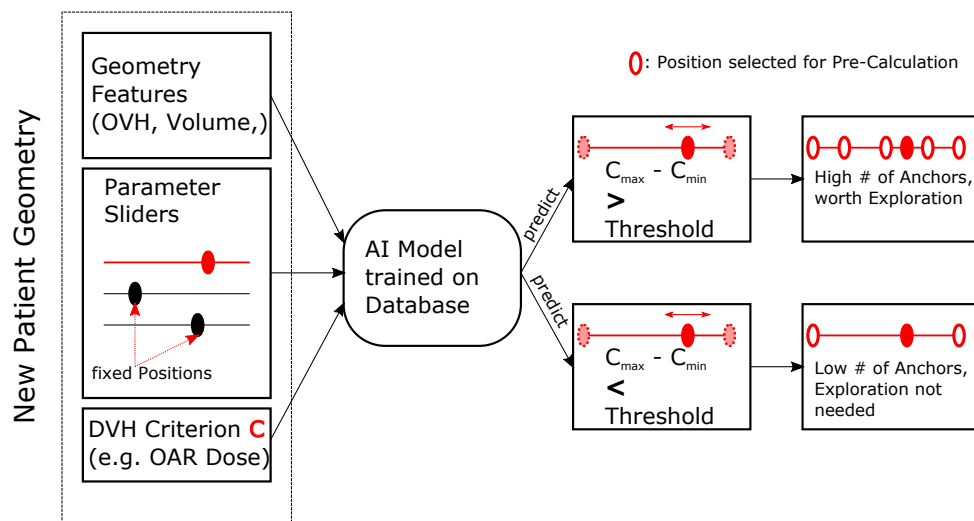 New Patient Geometry
Geometry
Features
(OVH, Volume,)
Parameter
Sliders
fixed Positions
DVH Criterion C
(e.g. OAR Dose)
AI Model
trained on
Database
predict
predict
: Position selected for Pre-Calculation
Cmax - Cmin
>
Threshold
High # of Anchors,
worth Exploration
Cmax - Cmin
<
Threshold
Low # of Anchors,
Exploration not
needed